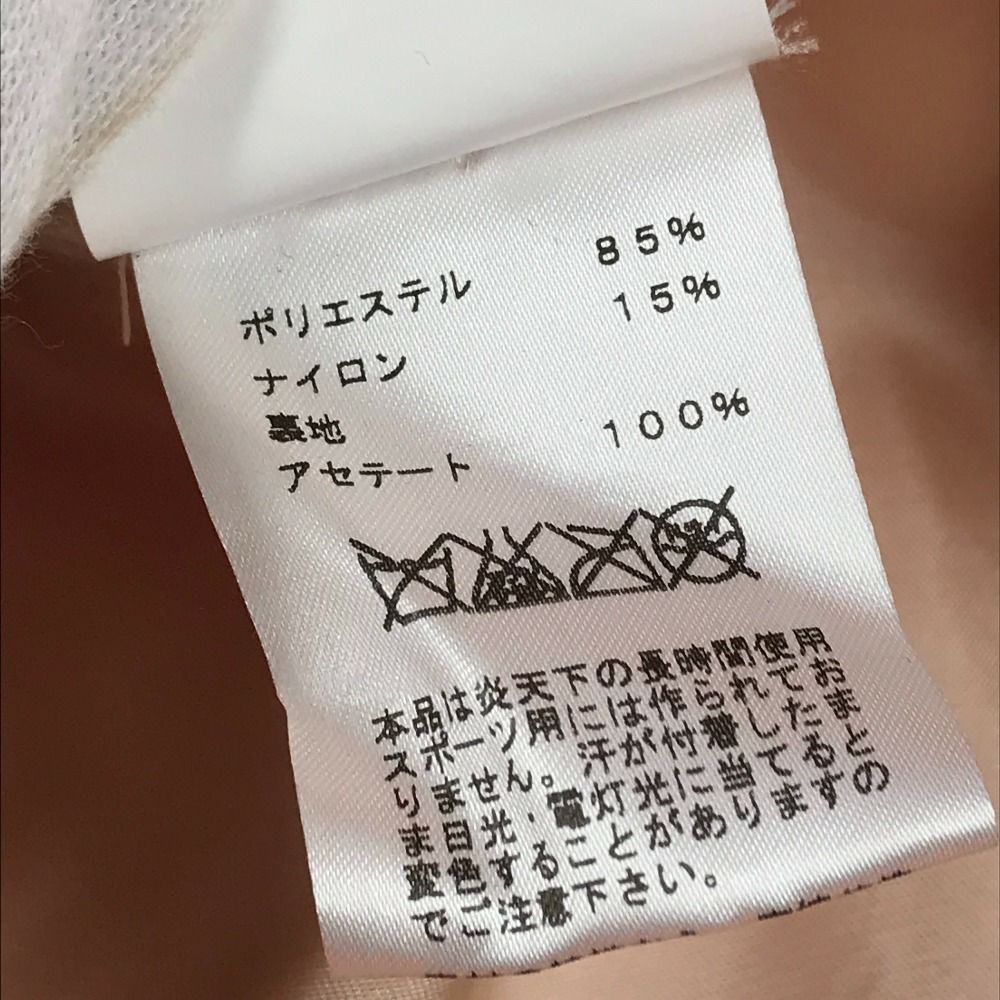 ポリエステル 85%
ナイロン 15%
裏地
アセテート 100%
本品は炎天下の長時間使用
スポーツ用には作られてお
りません。汗が付着したま
ま日光・電灯光に当てると
変色することがありますの
でご注意下さい。